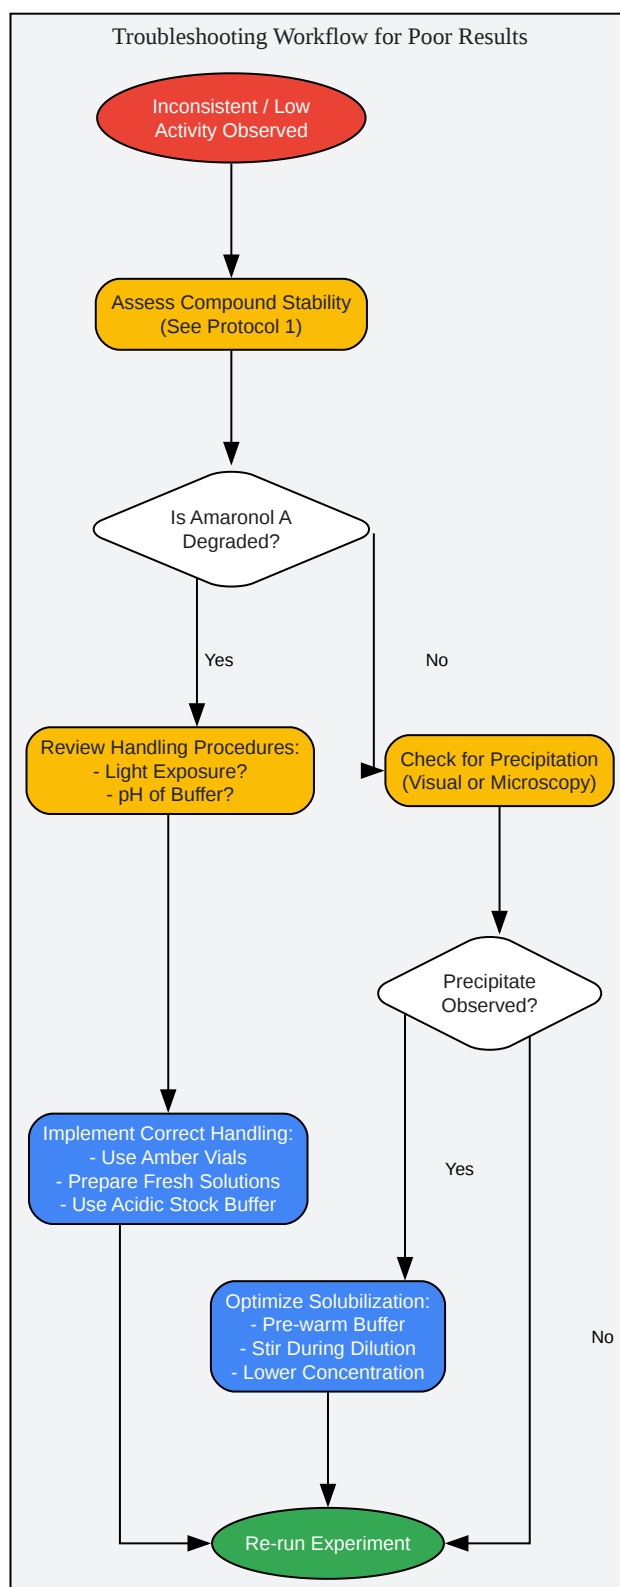 Troubleshooting Workflow for Poor Results
Inconsistent / Low
Activity Observed
Assess Compound Stability
(See Protocol 1)
Is Amaronol A
Degraded?
Yes
No
Review Handling Procedures:
- Light Exposure?
- pH of Buffer?
Check for Precipitation
(Visual or Microscopy)
Precipitate
Observed?
Implement Correct Handling:
- Use Amber Vials
- Prepare Fresh Solutions
- Use Acidic Stock Buffer
Yes
Optimize Solubilization:
- Pre-warm Buffer
- Stir During Dilution
- Lower Concentration
No
Re-run Experiment